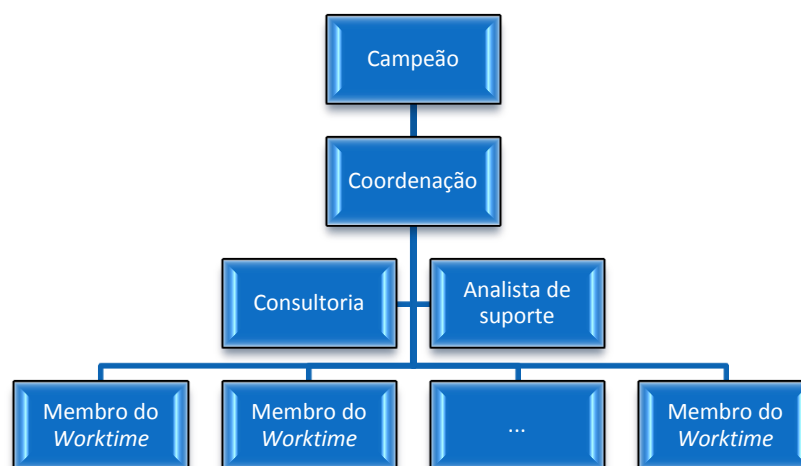 Campeão
Coordenação
Consultoria
Analista de
suporte
Membro do
Worktime
Membro do
Worktime
...
Membro do
Worktime